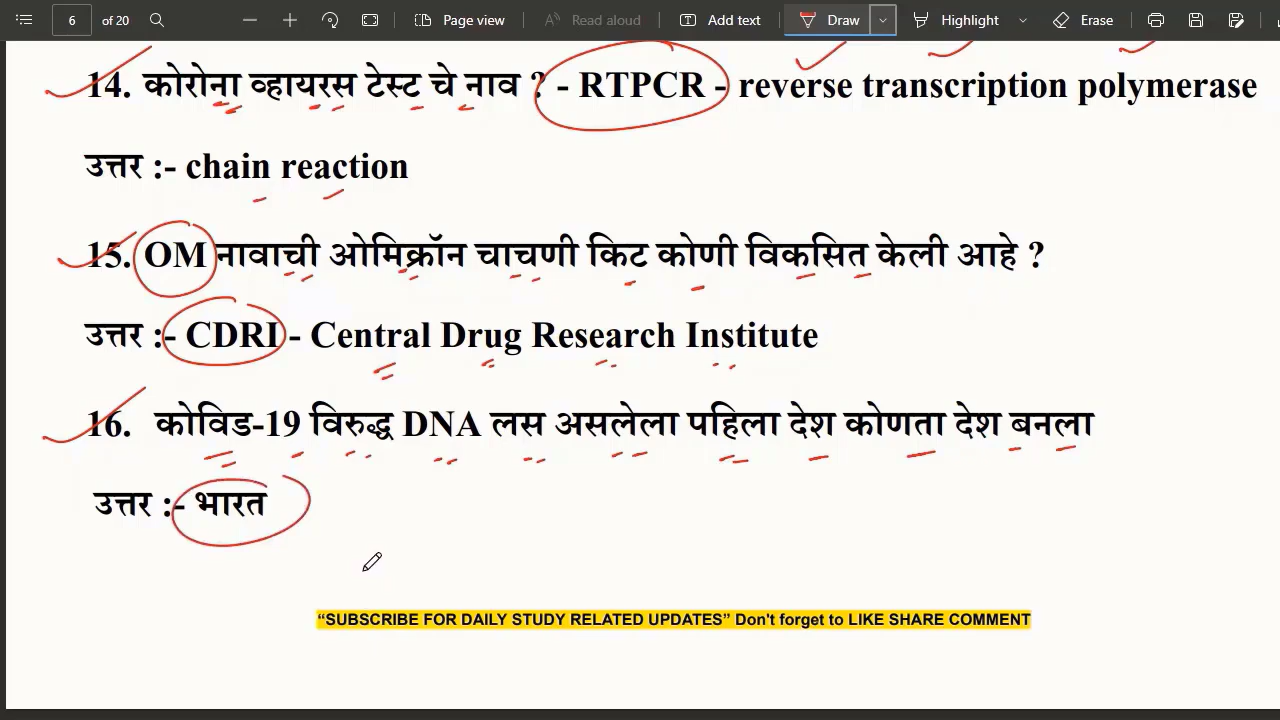 6 of 20 Page view Read aloud Add text Draw Highlight Erase
14. कोरोना व्हायरस टेस्ट चे नाव ? - RTPCR - reverse transcription polymerase
उत्तर :- chain reaction
15. OM नावाची ओमिक्रॉन चाचणी किट कोणी विकसित केली आहे ?
उत्तर :- CDRI - Central Drug Research Institute
16. कोविड-19 विरुद्ध DNA लस असलेला पहिला देश कोणता देश बनला
उत्तर :- भारत
“SUBSCRIBE FOR DAILY STUDY RELATED UPDATES” Don't forget to LIKE SHARE COMMENT